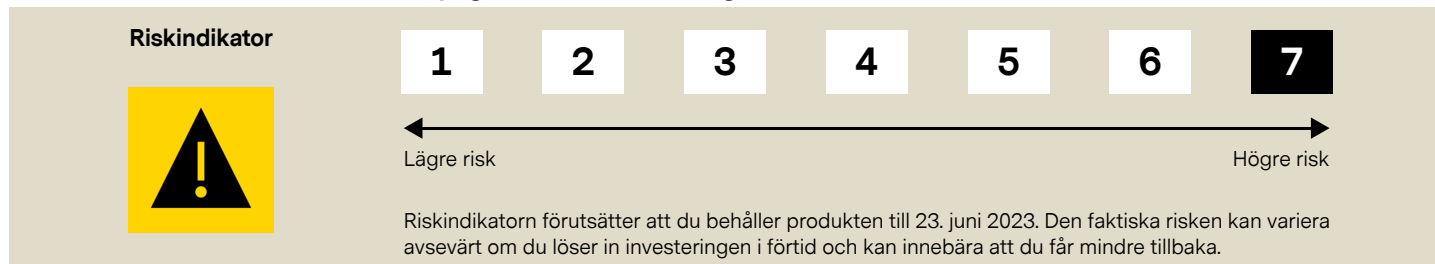 Riskindikator
1 2 3 4 5 6 7
Lägre risk Högre risk
Riskindikatorn förutsätter att du behåller produkten till 23. juni 2023. Den faktiska risken kan variera
avsevärt om du löser in investeringen i förtid och kan innebära att du får mindre tillbaka.